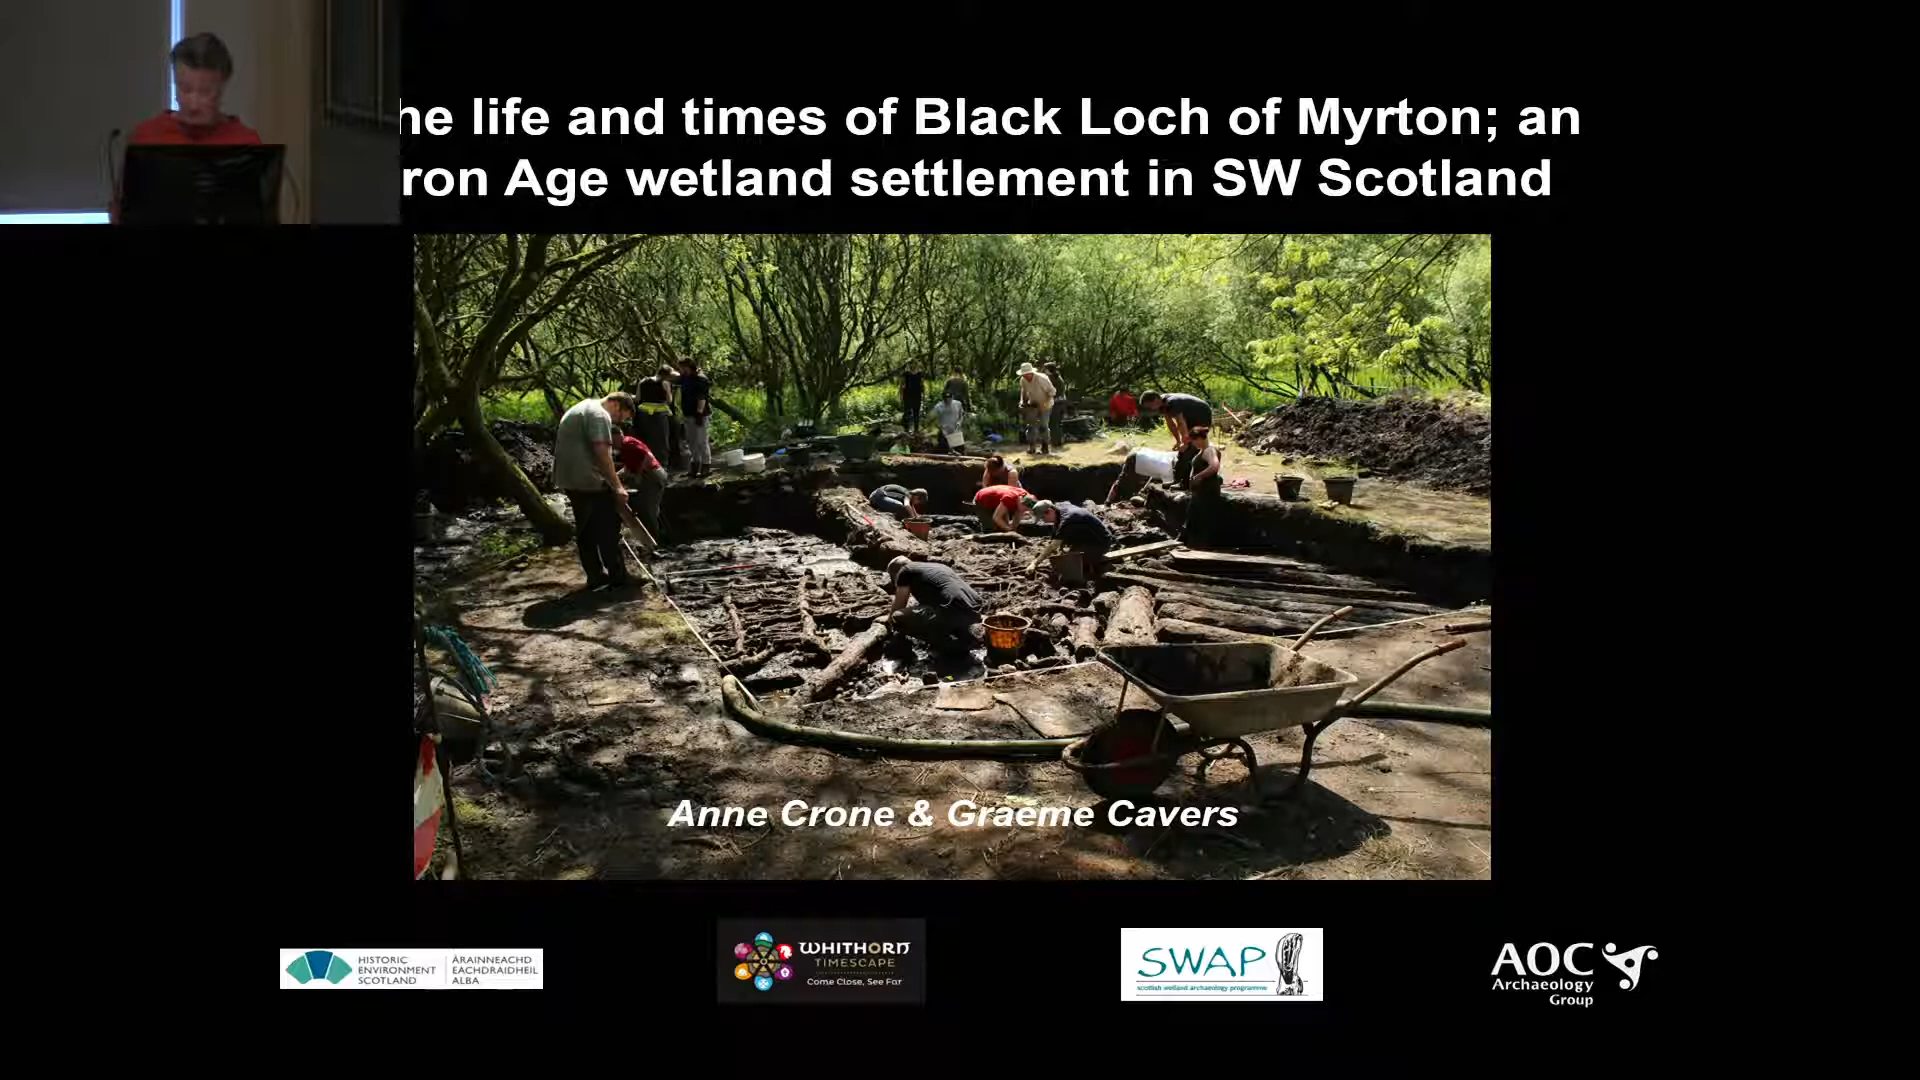 he life and times of Black Loch of Myrton; an
ron Age wetland settlement in SW Scotland
Anne Crone & Graeme Cavers
HISTORIC
ENVIRONMENT
SCOTLAND
ÀRAINNEACHD
EACHDRAIDHEIL
ALBA
WHITHORN
TIMESCAPE
Come Close, See Far
SWAP
scottish wetland archaeology programme
AOC
Archaeology
Group